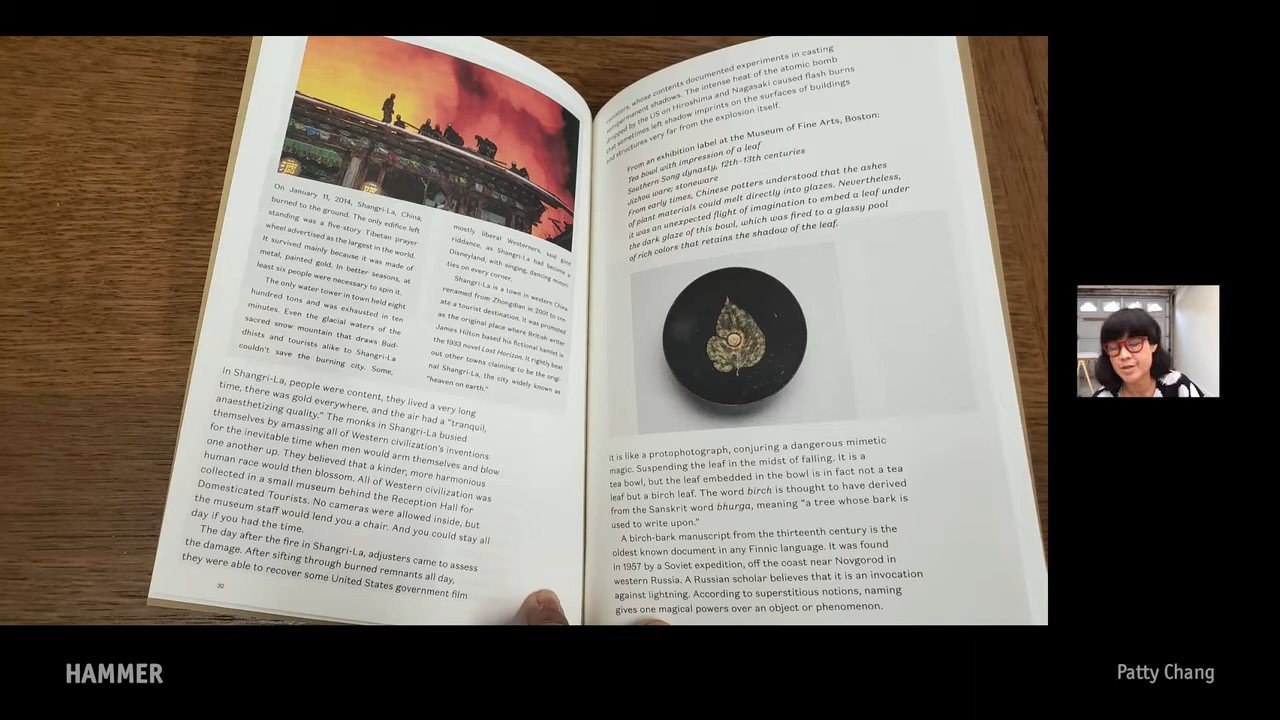 On January 11, 2014, Shangri-La, China,
burned to the ground. The only edifice left
standing was a five-story Tibetan prayer
wheel advertised as the largest in the world.
It survived mainly because it was made of
metal, painted gold. In better seasons, at
least six people were necessary to spin it.
The only water tower in town held eight
hundred tons and was exhausted in ten
minutes. Even the glacial waters of the
sacred snow mountain that draws Bud-
dhists and tourists alike to Shangri-La
couldn't save the burning city. Some,
mostly liberal Westerners, said good
riddance, as Shangri-La had become a
Disneyland, with singing, dancing minori-
ties on every corner.
Shangri-La is a town in western China
renamed from Zhongdian in 2001 to cre-
ate a tourist destination. It was promoted
as the original place where British writer
James Hilton based his fictional hamlet in
the 1933 novel Lost Horizon. It rightly beat
out other towns claiming to be the origi-
nal Shangri-La, the city widely known as
"heaven on earth."
In Shangri-La, people were content, they lived a very long
time, there was gold everywhere, and the air had a "tranquil,
anaesthetizing quality." The monks in Shangri-La busied
themselves by amassing all of Western civilization's inventions
for the inevitable time when men would arm themselves and blow
one another up. They believed that a kinder, more harmonious
human race would then blossom. All of Western civilization was
collected in a small museum behind the Reception Hall for
Domesticated Tourists. No cameras were allowed inside, but
the museum staff would lend you a chair. And you could stay all
day if you had the time.
The day after the fire in Shangri-La, adjusters came to assess
the damage. After sifting through burned remnants all day,
they were able to recover some United States government film
32
canisters, whose contents documented experiments in casting
semipermanent shadows. The intense heat of the atomic bomb
dropped by the US on Hiroshima and Nagasaki caused flash burns
that sometimes left shadow imprints on the surfaces of buildings
and structures very far from the explosion itself.
From an exhibition label at the Museum of Fine Arts, Boston:
Tea bowl with impression of a leaf
Southern Song dynasty, 12th-13th centuries
Jizhou ware; stoneware
From early times, Chinese potters understood that the ashes
of plant materials could melt directly into glazes. Nevertheless,
it was an unexpected flight of imagination to embed a leaf under
the dark glaze of this bowl, which was fired to a glassy pool
of rich colors that retains the shadow of the leaf.
It is like a protophotograph, conjuring a dangerous mimetic
magic. Suspending the leaf in the midst of falling. It is a
tea bowl, but the leaf embedded in the bowl is in fact not a tea
leaf but a birch leaf. The word birch is thought to have derived
from the Sanskrit word bhurga, meaning "a tree whose bark is
used to write upon."
A birch-bark manuscript from the thirteenth century is the
oldest known document in any Finnic language. It was found
in 1957 by a Soviet expedition, off the coast near Novgorod in
western Russia. A Russian scholar believes that it is an invocation
against lightning. According to superstitious notions, naming
gives one magical powers over an object or phenomenon.
HAMMER
Patty Chang